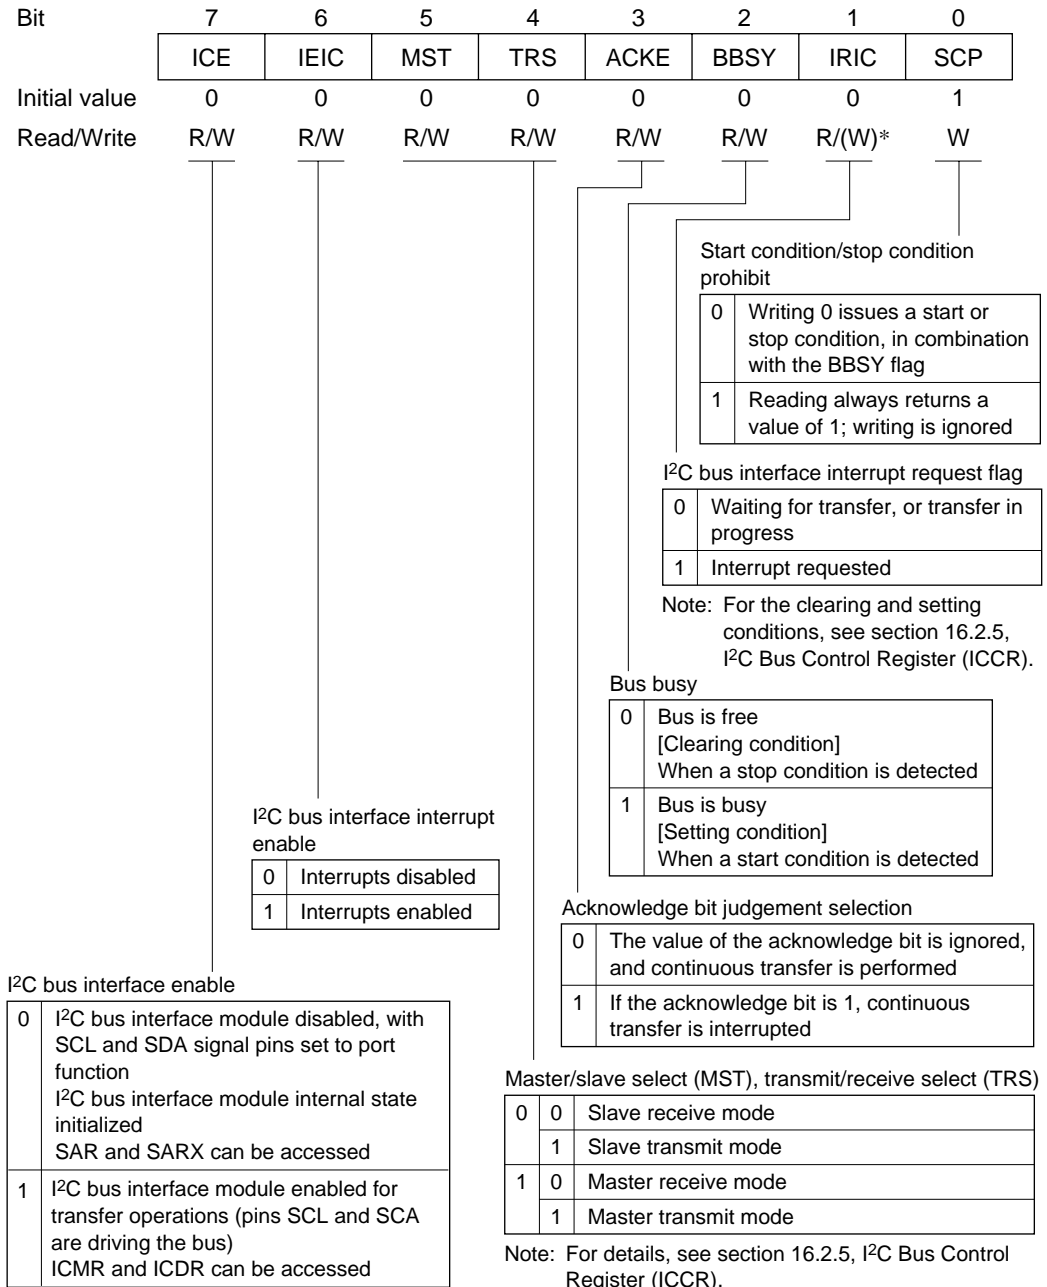 Bit 7 6 5 4 3 2 1 0
ICE IEIC MST TRS ACKE BBSY IRIC SCP
Initial value 0 0 0 0 0 0 0 1
Read/Write R/W R/W R/W R/W R/W R/W R/(W)* W
Start condition/stop condition
prohibit
0 Writing 0 issues a start or
stop condition, in combination
with the BBSY flag
1 Reading always returns a
value of 1; writing is ignored
I2C bus interface interrupt request flag
0 Waiting for transfer, or transfer in
progress
1 Interrupt requested
Note: For the clearing and setting
conditions, see section 16.2.5,
I2C Bus Control Register (ICCR).
Bus busy
0 Bus is free
[Clearing condition]
When a stop condition is detected
1 Bus is busy
[Setting condition]
When a start condition is detected
I2C bus interface interrupt
enable
0 Interrupts disabled
1 Interrupts enabled
Acknowledge bit judgement selection
0 The value of the acknowledge bit is ignored,
and continuous transfer is performed
1 If the acknowledge bit is 1, continuous
transfer is interrupted
I2C bus interface enable
0 I2C bus interface module disabled, with
SCL and SDA signal pins set to port
function
I2C bus interface module internal state
initialized
SAR and SARX can be accessed
1 I2C bus interface module enabled for
transfer operations (pins SCL and SCA
are driving the bus)
ICMR and ICDR can be accessed
Master/slave select (MST), transmit/receive select (TRS)
0 0 Slave receive mode
1 Slave transmit mode
1 0 Master receive mode
1 Master transmit mode
Note: For details, see section 16.2.5, I2C Bus Control
Register (ICCR).